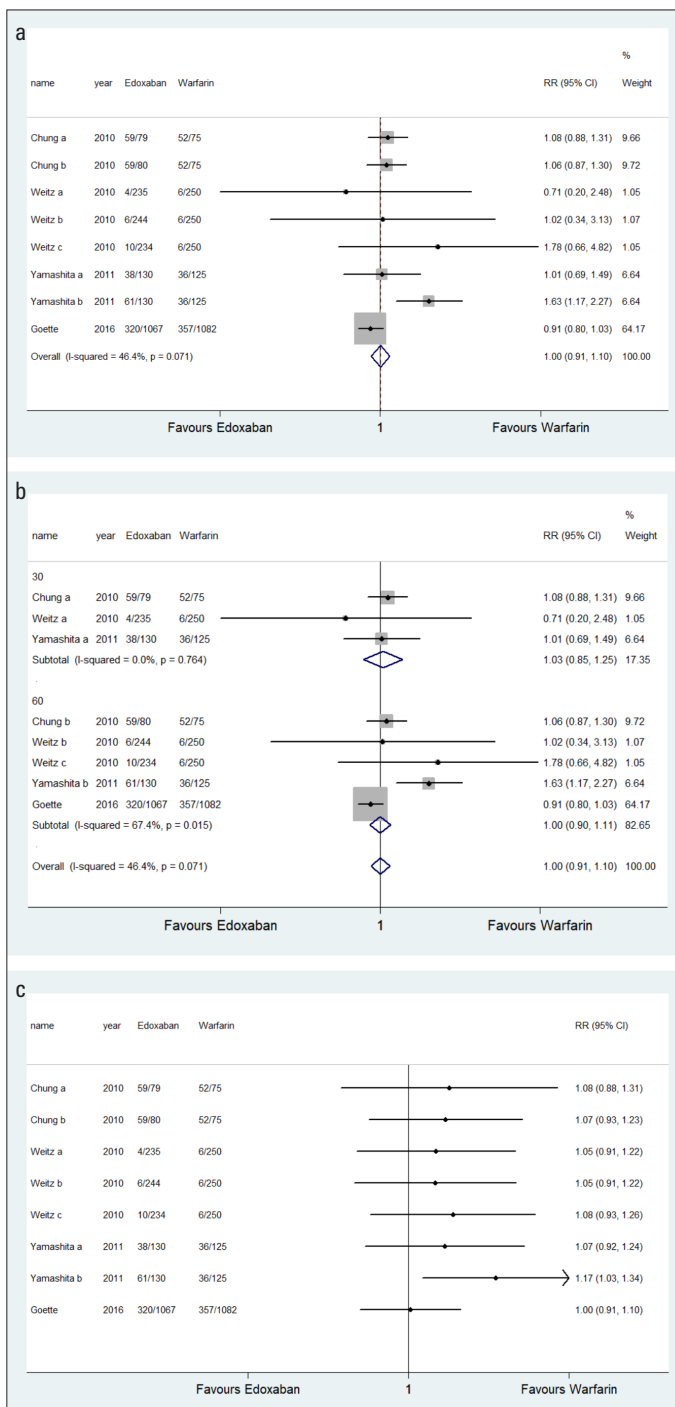 a
%
name year Edoxaban Warfarin RR (95% CI) Weight
Chung a 2010 59/79 52/75 1.08 (0.88, 1.31) 9.66
Chung b 2010 59/80 52/75 1.06 (0.87, 1.30) 9.72
Weitz a 2010 4/235 6/250 0.71 (0.20, 2.48) 1.05
Weitz b 2010 6/244 6/250 1.02 (0.34, 3.13) 1.07
Weitz c 2010 10/234 6/250 1.78 (0.66, 4.82) 1.05
Yamashita a 2011 38/130 36/125 1.01 (0.69, 1.49) 6.64
Yamashita b 2011 61/130 36/125 1.63 (1.17, 2.27) 6.64
Goette 2016 320/1067 357/1082 0.91 (0.80, 1.03) 64.17
Overall (I-squared = 46.4%, p = 0.071) 1.00 (0.91, 1.10) 100.00
Favours Edoxaban 1 Favours Warfarin
b
%
name year Edoxaban Warfarin RR (95% CI) Weight
30
Chung a 2010 59/79 52/75 1.08 (0.88, 1.31) 9.66
Weitz a 2010 4/235 6/250 0.71 (0.20, 2.48) 1.05
Yamashita a 2011 38/130 36/125 1.01 (0.69, 1.49) 6.64
Subtotal (I-squared = 0.0%, p = 0.764) 1.03 (0.85, 1.25) 17.35
.
60
Chung b 2010 59/80 52/75 1.06 (0.87, 1.30) 9.72
Weitz b 2010 6/244 6/250 1.02 (0.34, 3.13) 1.07
Weitz c 2010 10/234 6/250 1.78 (0.66, 4.82) 1.05
Yamashita b 2011 61/130 36/125 1.63 (1.17, 2.27) 6.64
Goette 2016 320/1067 357/1082 0.91 (0.80, 1.03) 64.17
Subtotal (I-squared = 67.4%, p = 0.015) 1.00 (0.90, 1.11) 82.65
.
Overall (I-squared = 46.4%, p = 0.071) 1.00 (0.91, 1.10) 100.00
Favours Edoxaban 1 Favours Warfarin
c
name year Edoxaban Warfarin RR (95% CI)
Chung a 2010 59/79 52/75 1.08 (0.88, 1.31)
Chung b 2010 59/80 52/75 1.07 (0.93, 1.23)
Weitz a 2010 4/235 6/250 1.05 (0.91, 1.22)
Weitz b 2010 6/244 6/250 1.05 (0.91, 1.22)
Weitz c 2010 10/234 6/250 1.08 (0.93, 1.26)
Yamashita a 2011 38/130 36/125 1.07 (0.92, 1.24)
Yamashita b 2011 61/130 36/125 1.17 (1.03, 1.34)
Goette 2016 320/1067 357/1082 1.00 (0.91, 1.10)
Favours Edoxaban 1 Favours Warfarin